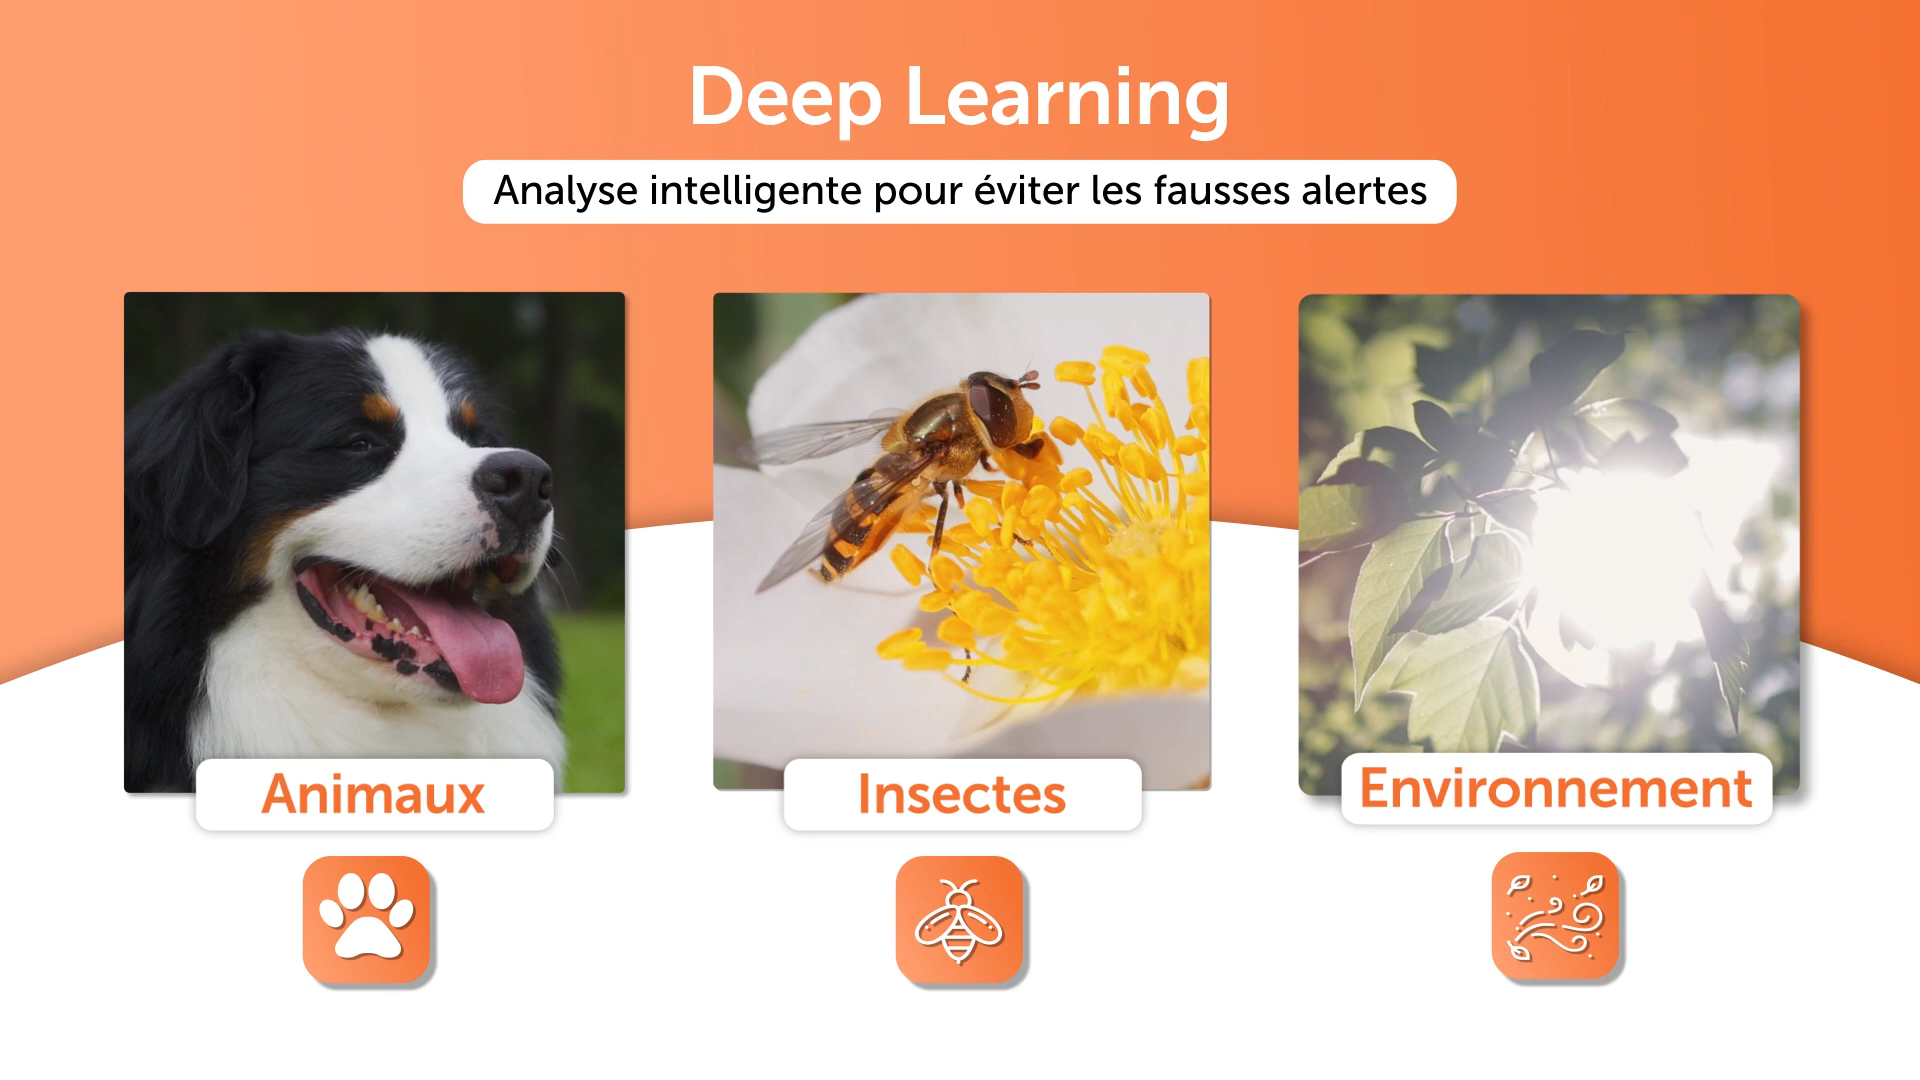 Deep Learning
Analyse intelligente pour éviter les fausses alertes
Animaux
Insectes
Environnement